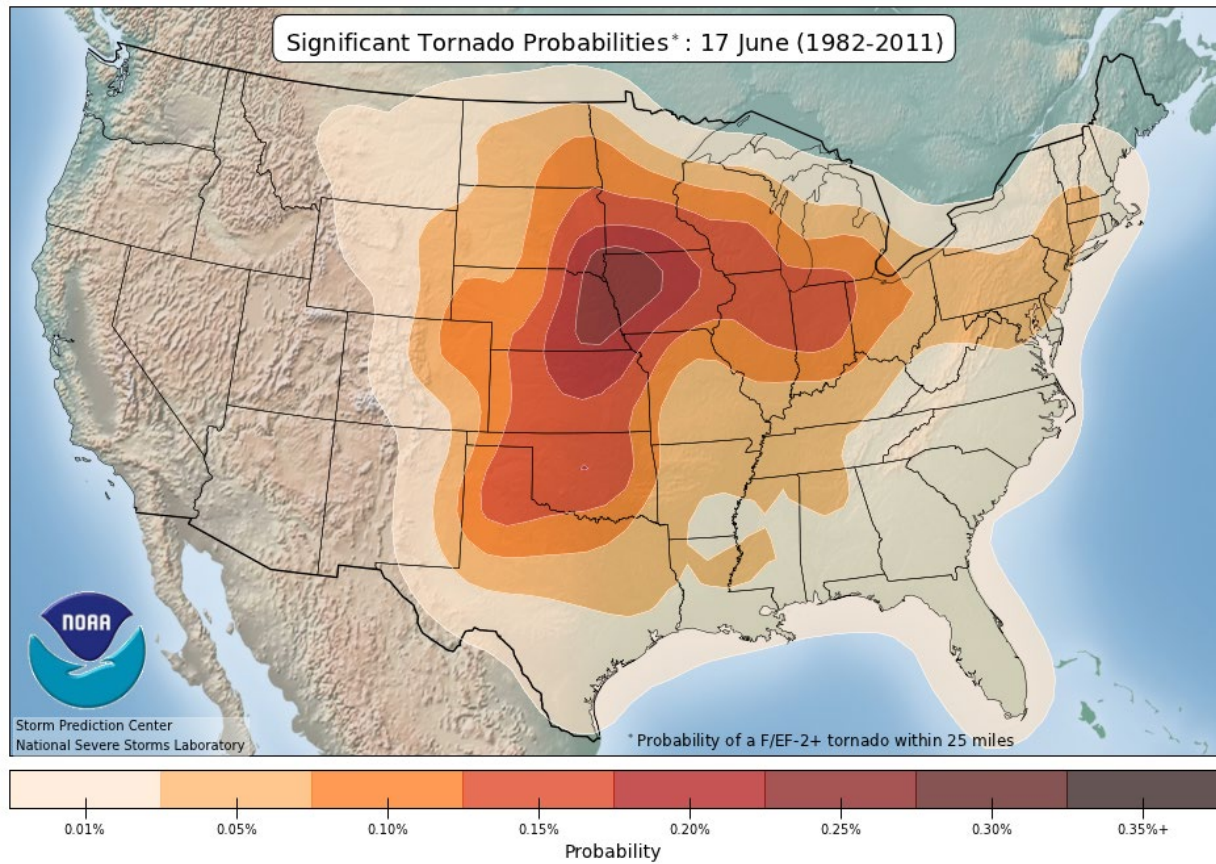 Significant Tornado Probabilities*: 17 June (1982-2011)
NOAA
Storm Prediction Center
National Severe Storms Laboratory
*Probability of a F/EF-2+ tornado within 25 miles
0.01% 0.05% 0.10% 0.15% 0.20% 0.25% 0.30% 0.35%+
Probability